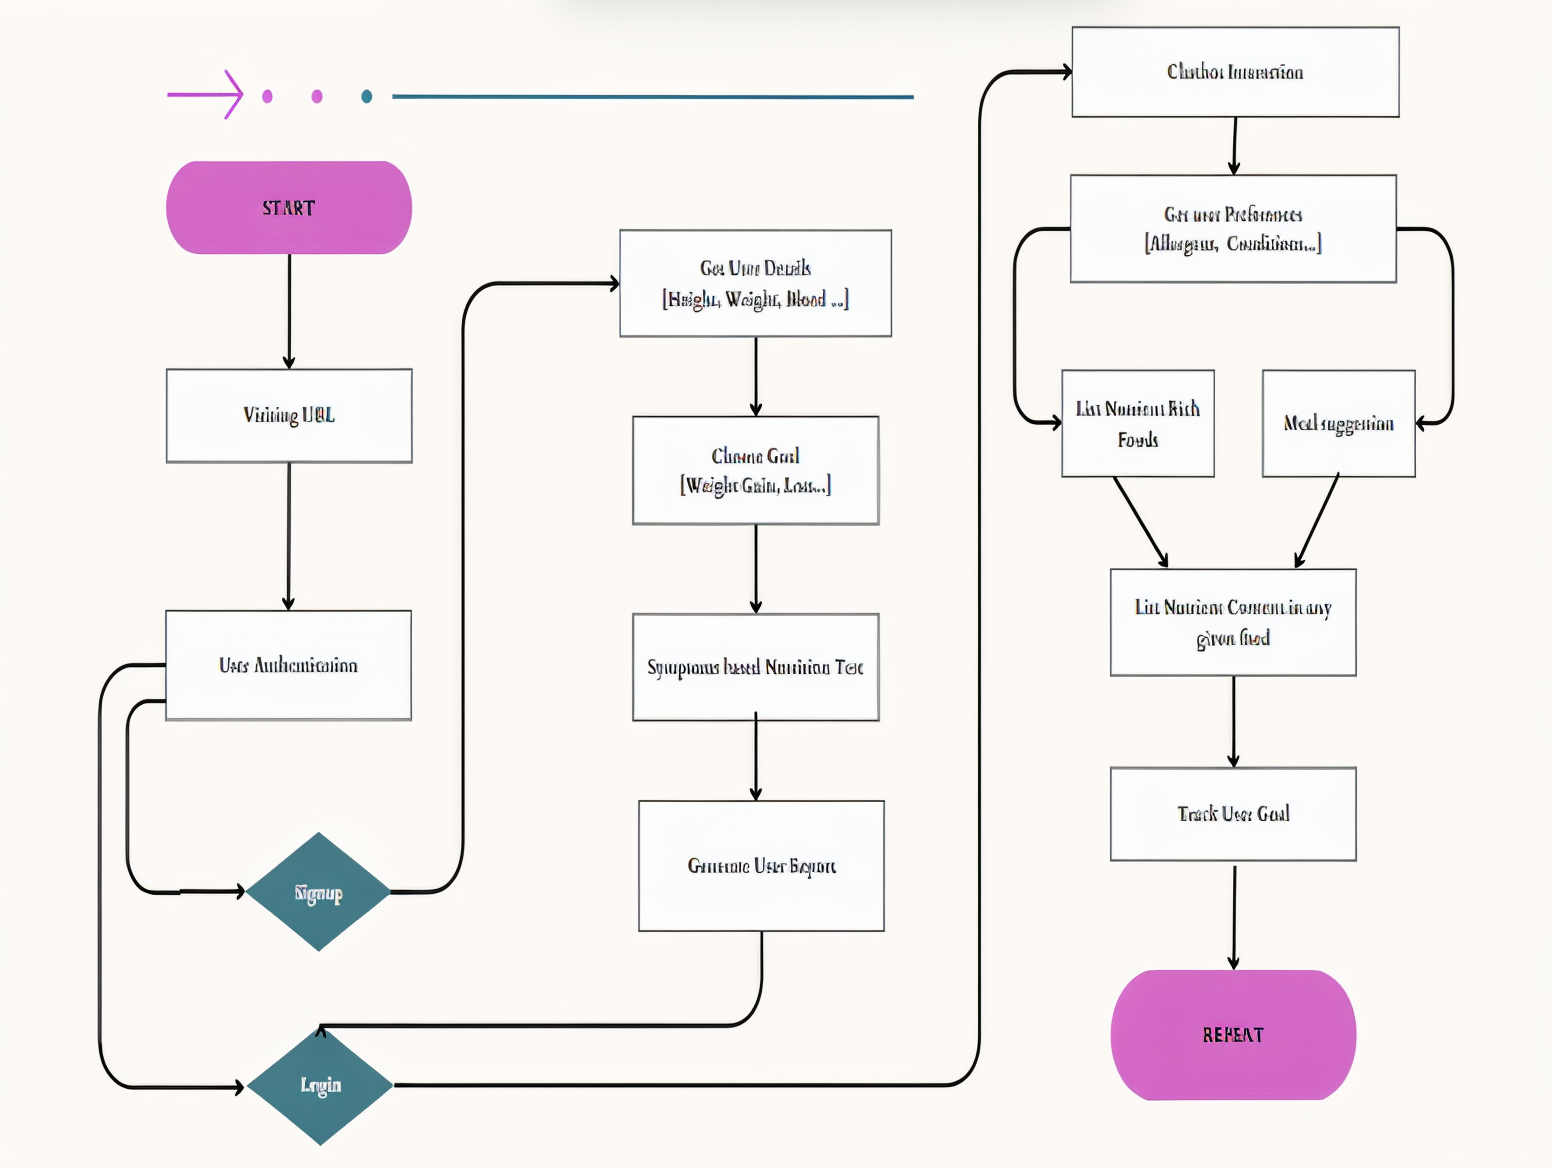 START
Visiting URL
User Authentication
Signup
Login
Get User Details
[Height, Weight, Blood ...]
Choose Goal
[Weight Gain, Loss...]
Symptoms based Nutrition Test
Generate User Report
Chatbot Interaction
Get user Preferences
[Allergens, Conditions...]
List Nutrient Rich
Foods
Meal suggestion
List Nutrient Content in any
given food
Track User Goal
REPEAT